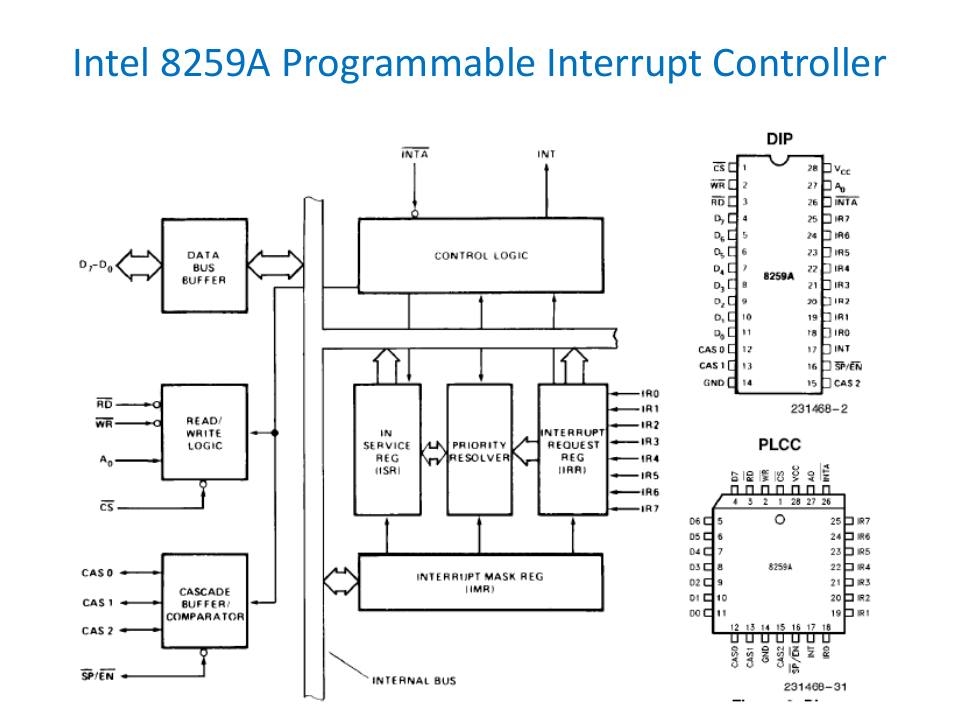 Intel 8259A Programmable Interrupt Controller
INTA
INT
D7-D0
DATA
BUS
BUFFER
CONTROL LOGIC
RD
WR
A0
CS
READ/
WRITE
LOGIC
IN
SERVICE
REG
(ISR)
PRIORITY
RESOLVER
INTERRUPT
REQUEST
REG
(IRR)
IR0
IR1
IR2
IR3
IR4
IR5
IR6
IR7
CAS 0
CAS 1
CAS 2
SP/EN
CASCADE
BUFFER/
COMPARATOR
INTERRUPT MASK REG
(IMR)
INTERNAL BUS
DIP
CS 1 28 VCC
WR 2 27 A0
RD 3 26 INTA
D7 4 25 IR7
D6 5 24 IR6
D5 6 23 IR5
D4 7 22 IR4
8259A
D3 8 21 IR3
D2 9 20 IR2
D1 10 19 IR1
D0 11 18 IR0
CAS 0 12 17 INT
CAS 1 13 16 SP/EN
GND 14 15 CAS 2
231468-2
PLCC
D7 RD WR CS VCC A0 INTA
4 3 2 1 28 27 26
D6 5 25 IR7
D5 6 24 IR6
D4 7 23 IR5
D3 8 8259A 22 IR4
D2 9 21 IR3
D1 10 20 IR2
D0 11 19 IR1
12 13 14 15 16 17 18
CAS0 CAS1 GND CAS2 SP/EN INT IR0
231468-31